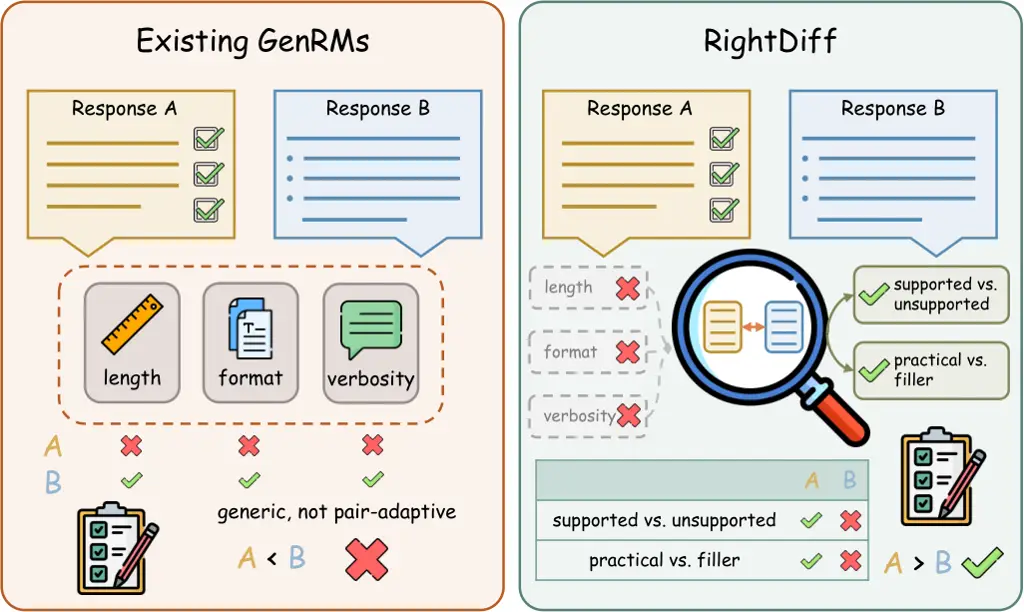 Existing GenRMs
Response A
Response B
length
format
verbosity
A
B
generic, not pair-adaptive
A < B
RightDiff
Response A
Response B
length
format
verbosity
supported vs.
unsupported
practical vs.
filler
A B
supported vs. unsupported
practical vs. filler
A > B